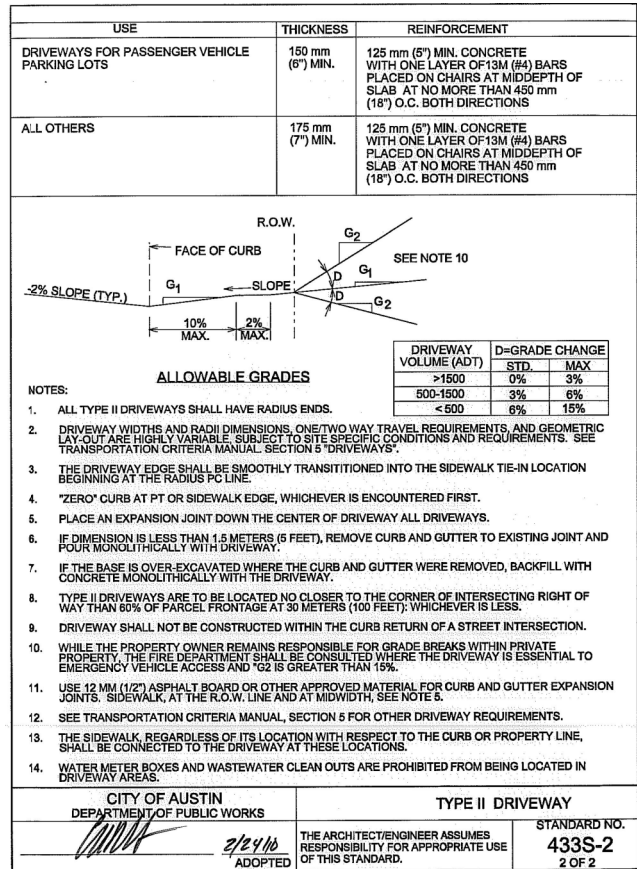 USE THICKNESS REINFORCEMENT
DRIVEWAYS FOR PASSENGER VEHICLE
PARKING LOTS
150 mm
(6") MIN.
125 mm (5") MIN. CONCRETE
WITH ONE LAYER OF13M (#4) BARS
PLACED ON CHAIRS AT MIDDEPTH OF
SLAB AT NO MORE THAN 450 mm
(18") O.C. BOTH DIRECTIONS
ALL OTHERS
175 mm
(7") MIN.
125 mm (5") MIN. CONCRETE
WITH ONE LAYER OF13M (#4) BARS
PLACED ON CHAIRS AT MIDDEPTH OF
SLAB AT NO MORE THAN 450 mm
(18") O.C. BOTH DIRECTIONS
R.O.W.
FACE OF CURB
G2
SEE NOTE 10
-2% SLOPE (TYP.)
G1
SLOPE
D
G1
D
G2
10%
MAX.
2%
MAX.
DRIVEWAY
VOLUME (ADT)
D=GRADE CHANGE
STD. MAX
>1500 0% 3%
500-1500 3% 6%
<500 6% 15%
ALLOWABLE GRADES
NOTES:
1. ALL TYPE II DRIVEWAYS SHALL HAVE RADIUS ENDS.
2. DRIVEWAY WIDTHS AND RADII DIMENSIONS, ONE/TWO WAY TRAVEL REQUIREMENTS, AND GEOMETRIC
LAY-OUT ARE HIGHLY VARIABLE, SUBJECT TO SITE SPECIFIC CONDITIONS AND REQUIREMENTS. SEE
TRANSPORTATION CRITERIA MANUAL SECTION 5 "DRIVEWAYS".
3. THE DRIVEWAY EDGE SHALL BE SMOOTHLY TRANSITITIONED INTO THE SIDEWALK TIE-IN LOCATION
BEGINNING AT THE RADIUS PC LINE.
4. "ZERO" CURB AT PT OR SIDEWALK EDGE, WHICHEVER IS ENCOUNTERED FIRST.
5. PLACE AN EXPANSION JOINT DOWN THE CENTER OF DRIVEWAY ALL DRIVEWAYS.
6. IF DIMENSION IS LESS THAN 1.5 METERS (5 FEET), REMOVE CURB AND GUTTER TO EXISTING JOINT AND
POUR MONOLITHICALLY WITH DRIVEWAY.
7. IF THE BASE IS OVER-EXCAVATED WHERE THE CURB AND GUTTER WERE REMOVED, BACKFILL WITH
CONCRETE MONOLITHICALLY WITH THE DRIVEWAY.
8. TYPE II DRIVEWAYS ARE TO BE LOCATED NO CLOSER TO THE CORNER OF INTERSECTING RIGHT OF
WAY THAN 60% OF PARCEL FRONTAGE AT 30 METERS (100 FEET): WHICHEVER IS LESS.
9. DRIVEWAY SHALL NOT BE CONSTRUCTED WITHIN THE CURB RETURN OF A STREET INTERSECTION.
10. WHILE THE PROPERTY OWNER REMAINS RESPONSIBLE FOR GRADE BREAKS WITHIN PRIVATE
PROPERTY, THE FIRE DEPARTMENT SHALL BE CONSULTED WHERE THE DRIVEWAY IS ESSENTIAL TO
EMERGENCY VEHICLE ACCESS AND "G2 IS GREATER THAN 15%.
11. USE 12 MM (1/2") ASPHALT BOARD OR OTHER APPROVED MATERIAL FOR CURB AND GUTTER EXPANSION
JOINTS. SIDEWALK, AT THE R.O.W. LINE AND AT MIDWIDTH, SEE NOTE 5.
12. SEE TRANSPORTATION CRITERIA MANUAL, SECTION 5 FOR OTHER DRIVEWAY REQUIREMENTS.
13. THE SIDEWALK, REGARDLESS OF ITS LOCATION WITH RESPECT TO THE CURB OR PROPERTY LINE,
SHALL BE CONNECTED TO THE DRIVEWAY AT THESE LOCATIONS.
14. WATER METER BOXES AND WASTEWATER CLEAN OUTS ARE PROHIBITED FROM BEING LOCATED IN
DRIVEWAY AREAS.
CITY OF AUSTIN
DEPARTMENT OF PUBLIC WORKS
2/24/10
ADOPTED
TYPE II DRIVEWAY
THE ARCHITECT/ENGINEER ASSUMES
RESPONSIBILITY FOR APPROPRIATE USE
OF THIS STANDARD.
STANDARD NO.
433S-2
2 OF 2